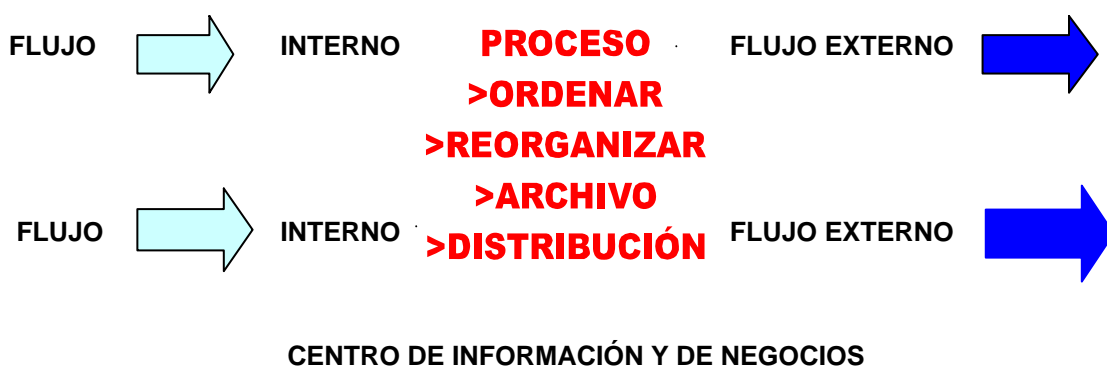 FLUJO INTERNO PROCESO FLUJO EXTERNO
>ORDENAR
>REORGANIZAR
>ARCHIVO
FLUJO INTERNO >DISTRIBUCIÓN FLUJO EXTERNO
CENTRO DE INFORMACIÓN Y DE NEGOCIOS